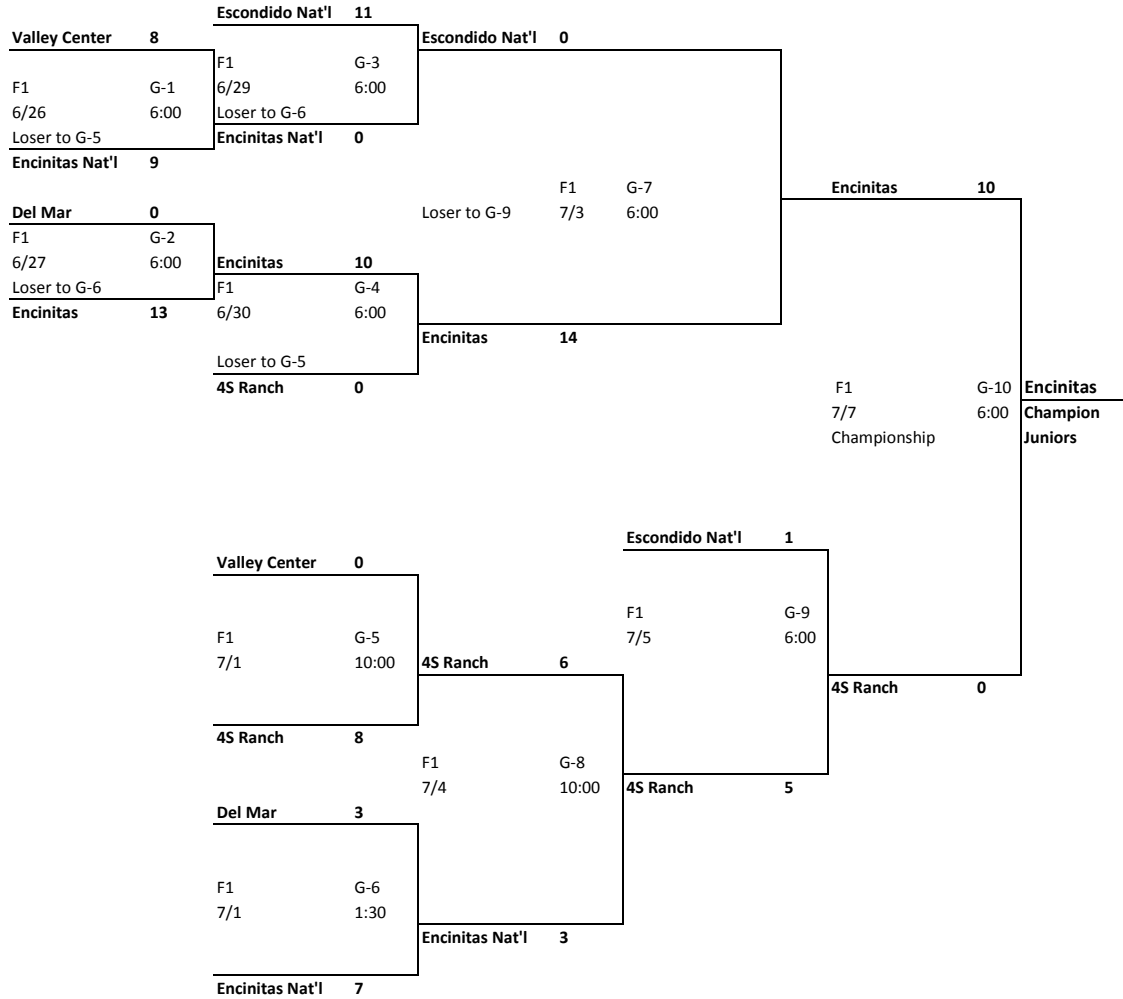 Escondido Nat'l 11
Valley Center 8 Escondido Nat'l 0
F1 G-3
F1 G-1 6/29 6:00
6/26 6:00 Loser to G-6
Loser to G-5 Encinitas Nat'l 0
Encinitas Nat'l 9
F1 G-7 Encinitas 10
Del Mar 0 Loser to G-9 7/3 6:00
F1 G-2
6/27 6:00 Encinitas 10
Loser to G-6 F1 G-4
Encinitas 13 6/30 6:00
Encinitas 14
Loser to G-5
4S Ranch 0 F1 G-10 Encinitas
7/7 6:00 Champion
Championship Juniors
Escondido Nat'l 1
Valley Center 0
F1 G-9
F1 G-5 7/5 6:00
7/1 10:00 4S Ranch 6
4S Ranch 0
4S Ranch 8
F1 G-8
7/4 10:00 4S Ranch 5
Del Mar 3
F1 G-6
7/1 1:30
Encinitas Nat'l 3
Encinitas Nat'l 7